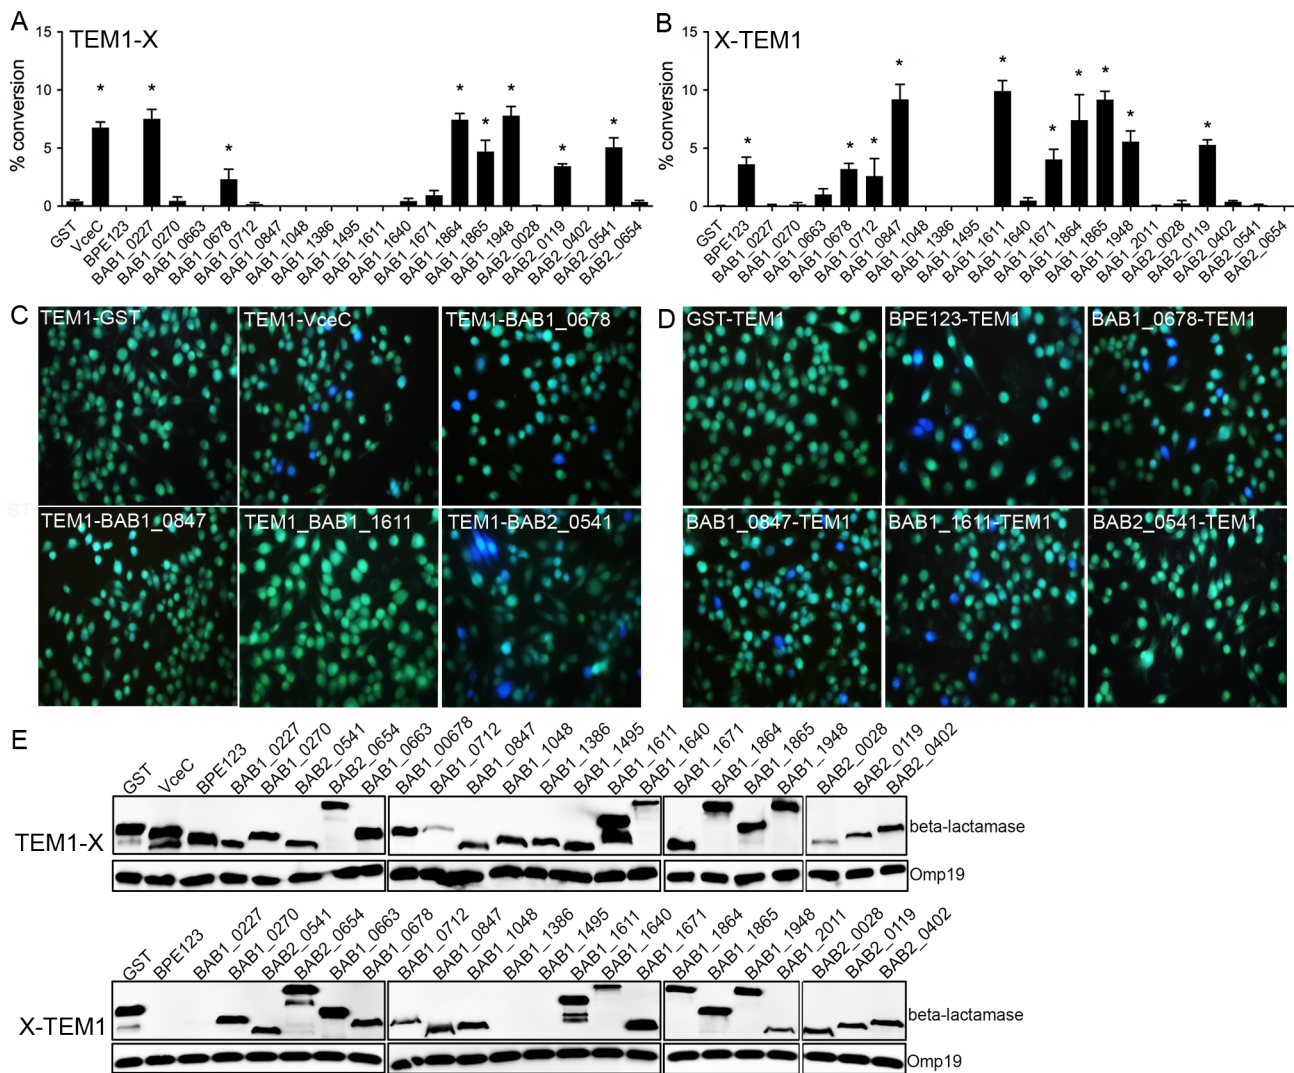 A
TEM1-X
% conversion
15
10
5
0
* * * * * * * *
GST
VceC
BPE123
BAB1_0227
BAB1_0270
BAB1_0663
BAB1_0678
BAB1_0712
BAB1_0847
BAB1_1048
BAB1_1386
BAB1_1495
BAB1_1611
BAB1_1640
BAB1_1671
BAB1_1864
BAB1_1865
BAB1_1948
BAB2_0028
BAB2_0119
BAB2_0402
BAB2_0541
BAB2_0654
B
X-TEM1
% conversion
15
10
5
0
* * * * * * * * * *
GST
BPE123
BAB1_0227
BAB1_0270
BAB1_0663
BAB1_0678
BAB1_0712
BAB1_0847
BAB1_1048
BAB1_1386
BAB1_1495
BAB1_1611
BAB1_1640
BAB1_1671
BAB1_1864
BAB1_1865
BAB1_1948
BAB1_2011
BAB2_0028
BAB2_0119
BAB2_0402
BAB2_0541
BAB2_0654
C
TEM1-GST
TEM1-VceC
TEM1-BAB1_0678
TEM1-BAB1_0847
TEM1_BAB1_1611
TEM1-BAB2_0541
D
GST-TEM1
BPE123-TEM1
BAB1_0678-TEM1
BAB1_0847-TEM1
BAB1_1611-TEM1
BAB2_0541-TEM1
E
GST
VceC
BPE123
BAB1_0227
BAB1_0270
BAB2_0541
BAB2_0654
BAB1_0663
BAB1_00678
BAB1_0712
BAB1_0847
BAB1_1048
BAB1_1386
BAB1_1495
BAB1_1611
BAB1_1640
BAB1_1671
BAB1_1864
BAB1_1865
BAB1_1948
BAB2_0028
BAB2_0119
BAB2_0402
TEM1-X
beta-lactamase
Omp19
GST
BPE123
BAB1_0227
BAB1_0270
BAB2_0541
BAB2_0654
BAB1_0663
BAB1_0678
BAB1_0712
BAB1_0847
BAB1_1048
BAB1_1386
BAB1_1495
BAB1_1611
BAB1_1640
BAB1_1671
BAB1_1864
BAB1_1865
BAB1_1948
BAB1_2011
BAB2_0028
BAB2_0119
BAB2_0402
X-TEM1
beta-lactamase
Omp19